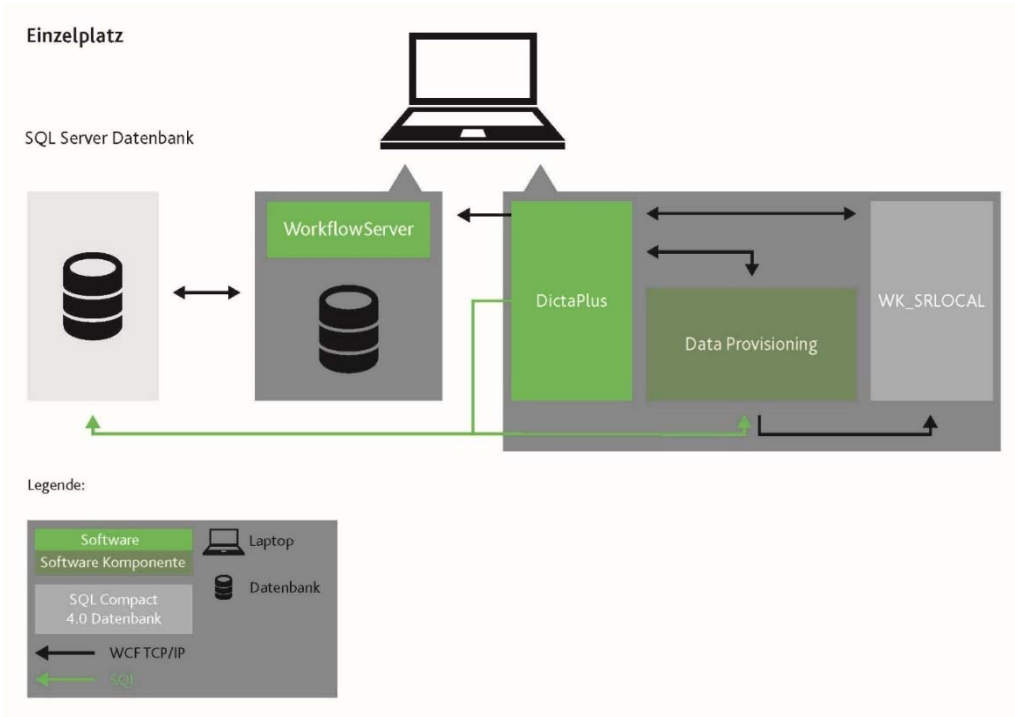 Einzelplatz
SQL Server Datenbank
WorkflowServer
DictaPlus
Data Provisioning
WK_SRLOCAL
Legende:
Software
Software Komponente
SQL Compact
4.0 Datenbank
WCF TCP/IP
SQL
Laptop
Datenbank